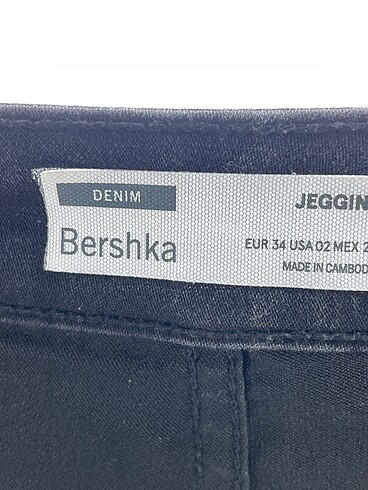 DENIM
Bershka
JEGGIN
EUR 34 USA 02 MEX 2
MADE IN CAMBOD